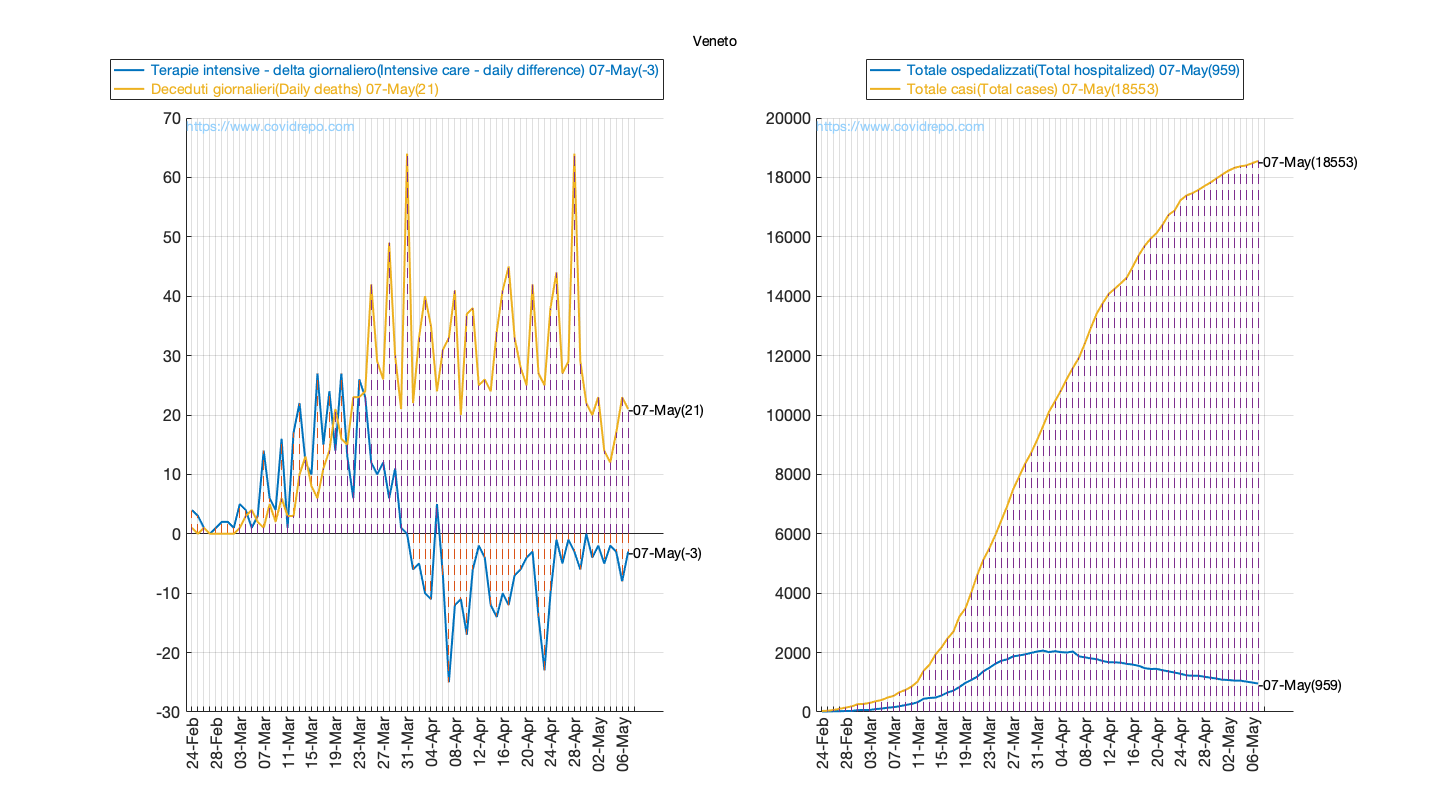 Veneto
Terapie intensive - delta giornaliero(Intensive care - daily difference) 07-May(-3)
Deceduti giornalieri(Daily deaths) 07-May(21)
https://www.covidrepo.com
70
60
50
40
30
20
10
0
-10
-20
-30
07-May(21)
07-May(-3)
24-Feb
28-Feb
03-Mar
07-Mar
11-Mar
15-Mar
19-Mar
23-Mar
27-Mar
31-Mar
04-Apr
08-Apr
12-Apr
16-Apr
20-Apr
24-Apr
28-Apr
02-May
06-May
Totale ospedalizzati(Total hospitalized) 07-May(959)
Totale casi(Total cases) 07-May(18553)
https://www.covidrepo.com
20000
18000
16000
14000
12000
10000
8000
6000
4000
2000
0
07-May(18553)
07-May(959)
24-Feb
28-Feb
03-Mar
07-Mar
11-Mar
15-Mar
19-Mar
23-Mar
27-Mar
31-Mar
04-Apr
08-Apr
12-Apr
16-Apr
20-Apr
24-Apr
28-Apr
02-May
06-May